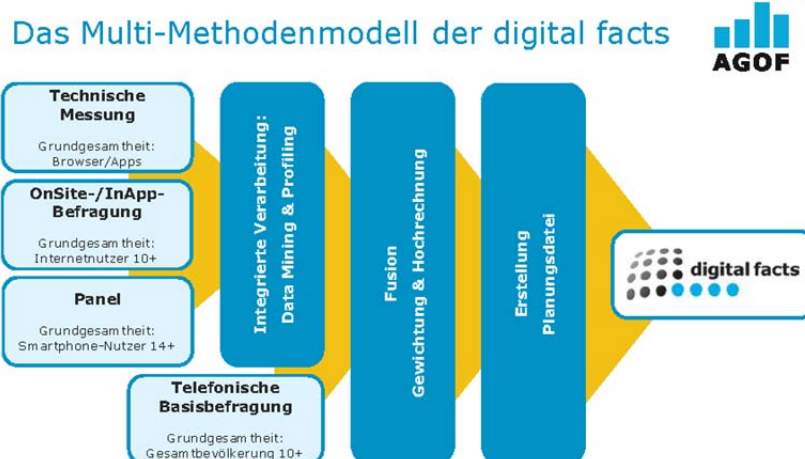 Das Multi-Methodenmodell der digital facts
AGOF
Technische
Messung
Grundgesamtheit:
Browser/Apps
OnSite-/InApp-
Befragung
Grundgesamtheit:
Internetnutzer 10+
Panel
Grundgesamtheit:
Smartphone-Nutzer 14+
Telefonische
Basisbefragung
Grundgesamtheit:
Gesamtbevölkerung 10+
Integrierte Verarbeitung:
Data Mining & Profiling
Fusion
Gewichtung & Hochrechnung
Erstellung
Planungsdatei
digital facts